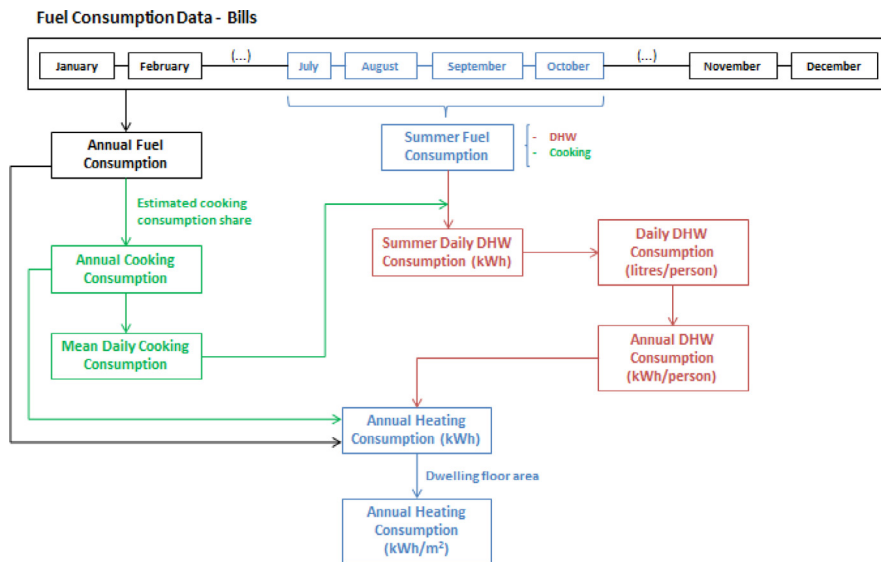 Fuel Consumption Data - Bills
January
February
(...)
July
August
September
October
(...)
November
December
Annual Fuel
Consumption
Summer Fuel
Consumption
- DHW
- Cooking
Estimated cooking
consumption share
Summer Daily DHW
Consumption (kWh)
Daily DHW
Consumption
(litres/person)
Annual Cooking
Consumption
Mean Daily Cooking
Consumption
Annual DHW
Consumption
(kWh/person)
Annual Heating
Consumption (kWh)
Dwelling floor area
Annual Heating
Consumption
(kWh/m²)